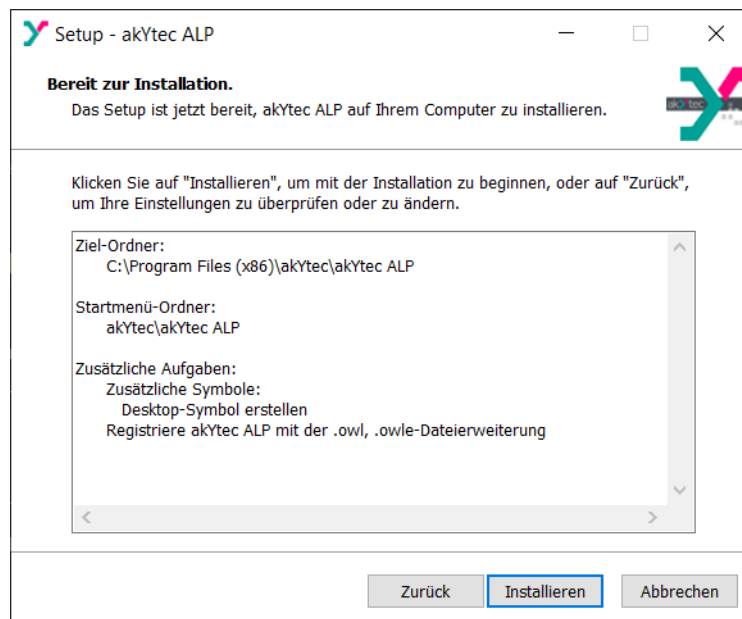 Setup - akYtec ALP
Bereit zur Installation.
Das Setup ist jetzt bereit, akYtec ALP auf Ihrem Computer zu installieren.
akYtec
Klicken Sie auf "Installieren", um mit der Installation zu beginnen, oder auf "Zurück",
um Ihre Einstellungen zu überprüfen oder zu ändern.
Ziel-Ordner:
C:\Program Files (x86)\akYtec\akYtec ALP
Startmenü-Ordner:
akYtec\akYtec ALP
Zusätzliche Aufgaben:
Zusätzliche Symbole:
Desktop-Symbol erstellen
Registriere akYtec ALP mit der .owl, .owle-Dateierweiterung
Zurück
Installieren
Abbrechen